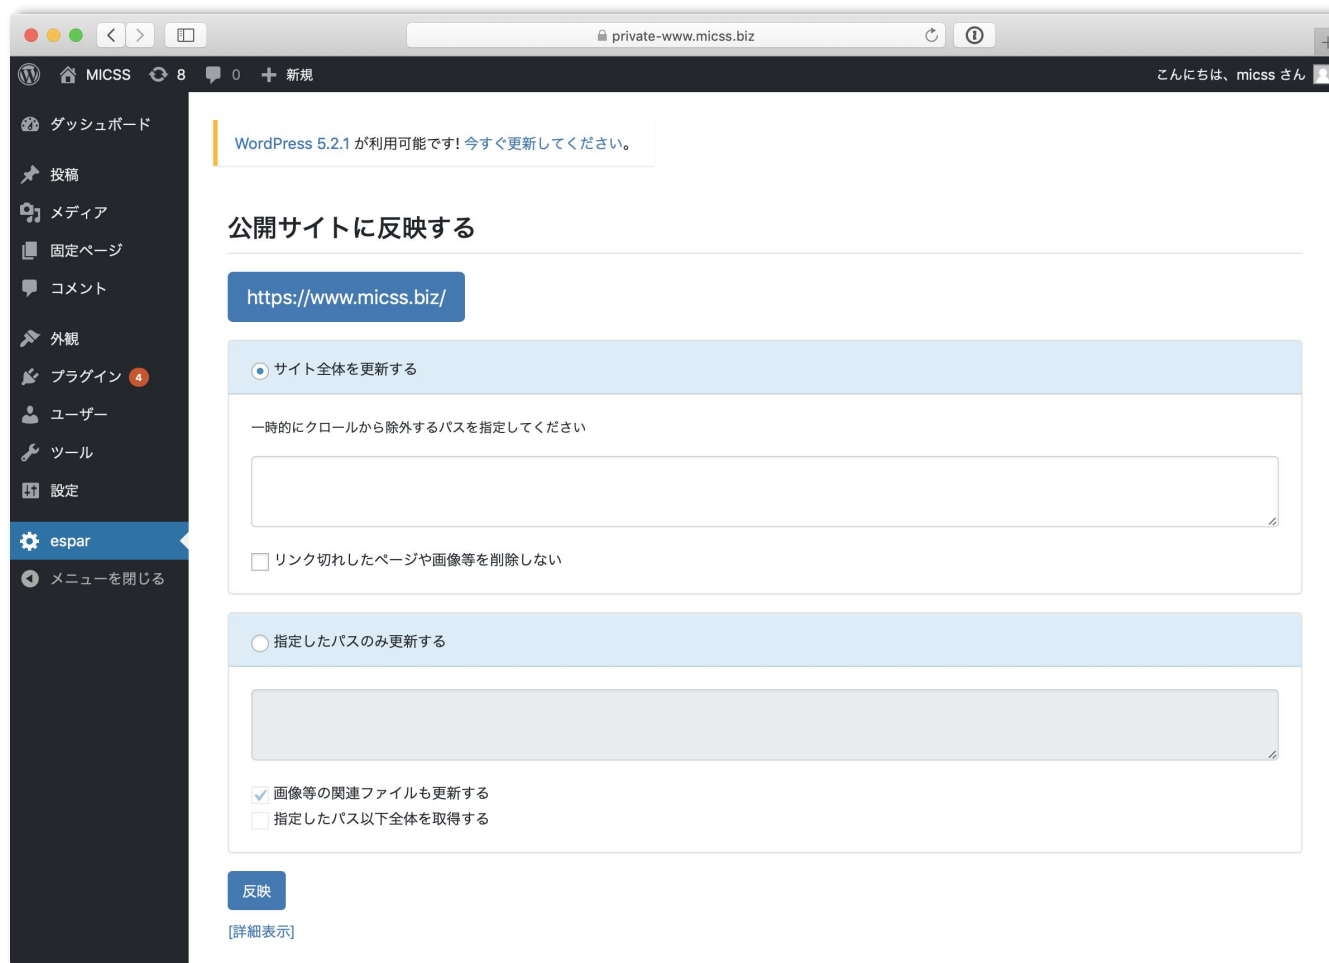 private-www.micss.biz
MICSS 8 0 新規
こんにちは、micss さん
ダッシュボード
投稿
メディア
固定ページ
コメント
外観
プラグイン 4
ユーザー
ツール
設定
espar
メニューを閉じる
WordPress 5.2.1 が利用可能です! 今すぐ更新してください。
公開サイトに反映する
https://www.micss.biz/
サイト全体を更新する
一時的にクロールから除外するパスを指定してください
リンク切れしたページや画像等を削除しない
指定したパスのみ更新する
画像等の関連ファイルも更新する
指定したパス以下全体を取得する
反映
[詳細表示]